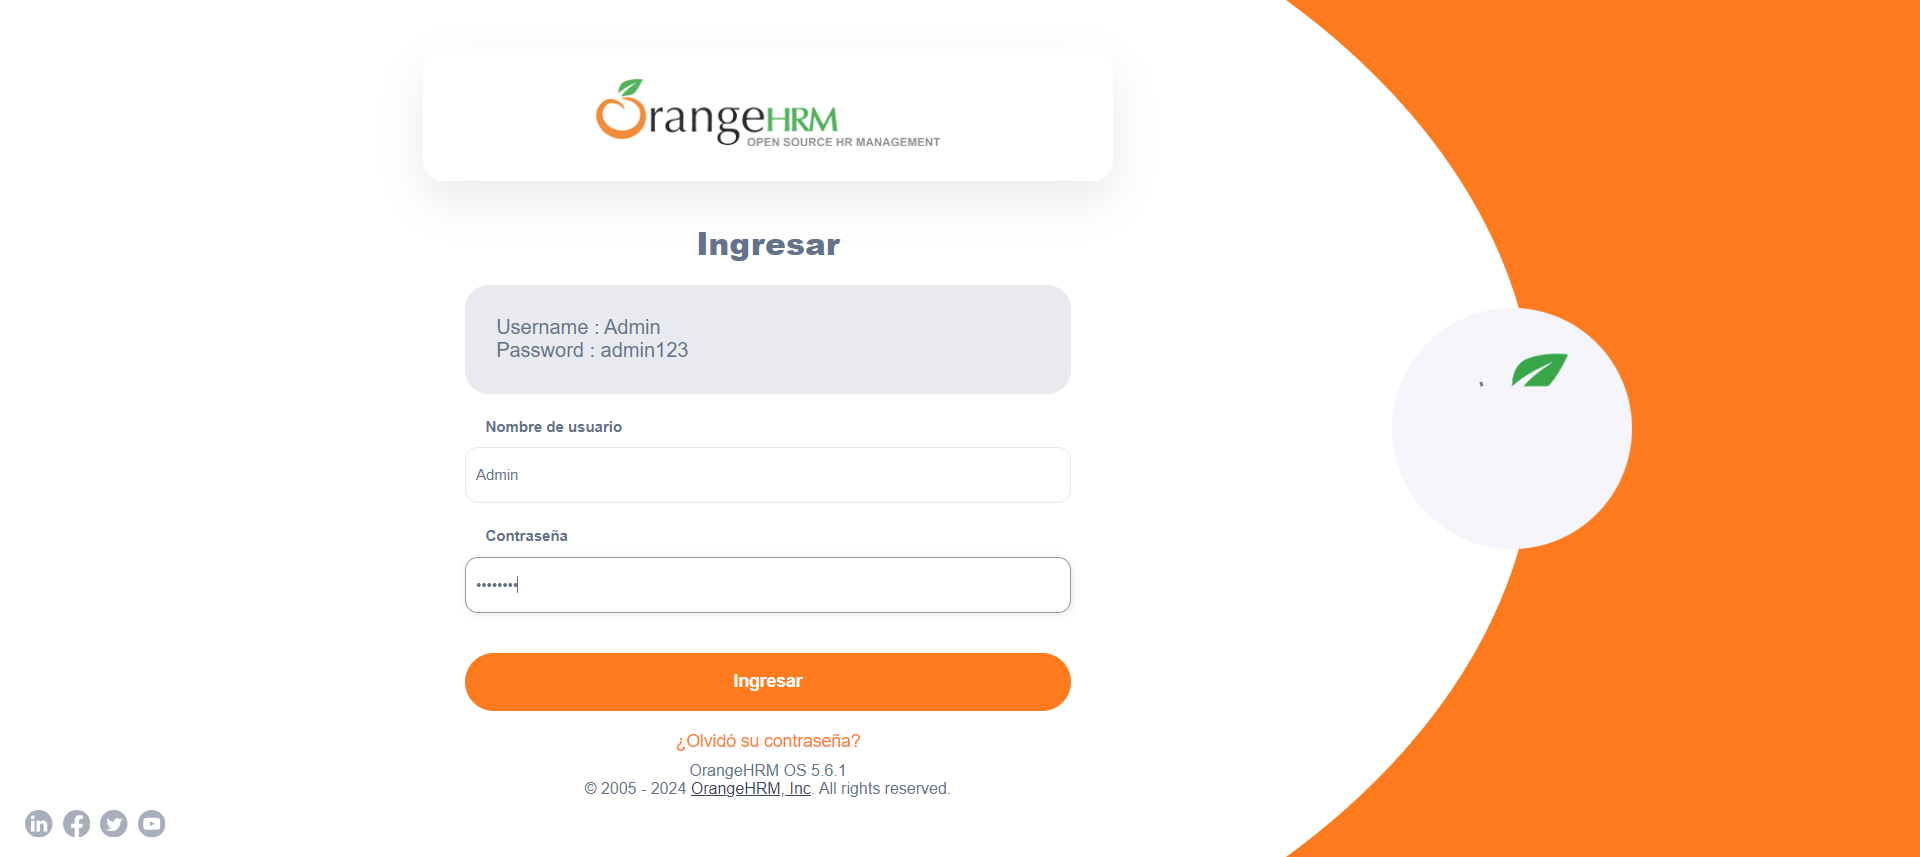 OrangeHRM
OPEN SOURCE HR MANAGEMENT
Ingresar
Username : Admin
Password : admin123
Nombre de usuario
Admin
Contraseña
••••••••
Ingresar
¿Olvidó su contraseña?
OrangeHRM OS 5.6.1
© 2005 - 2024 OrangeHRM, Inc. All rights reserved.